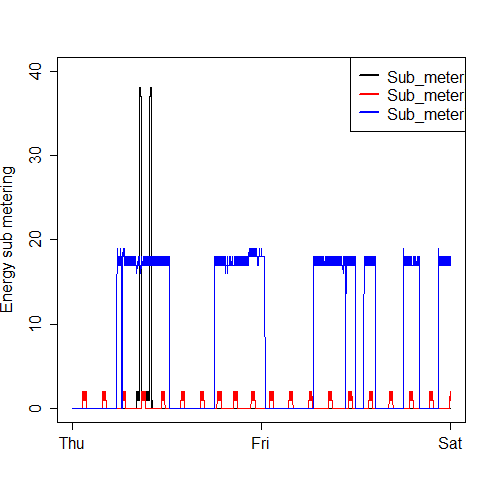 Sub_meter
Sub_meter
Sub_meter
Energy sub metering
40
30
20
10
0
Thu
Fri
Sat